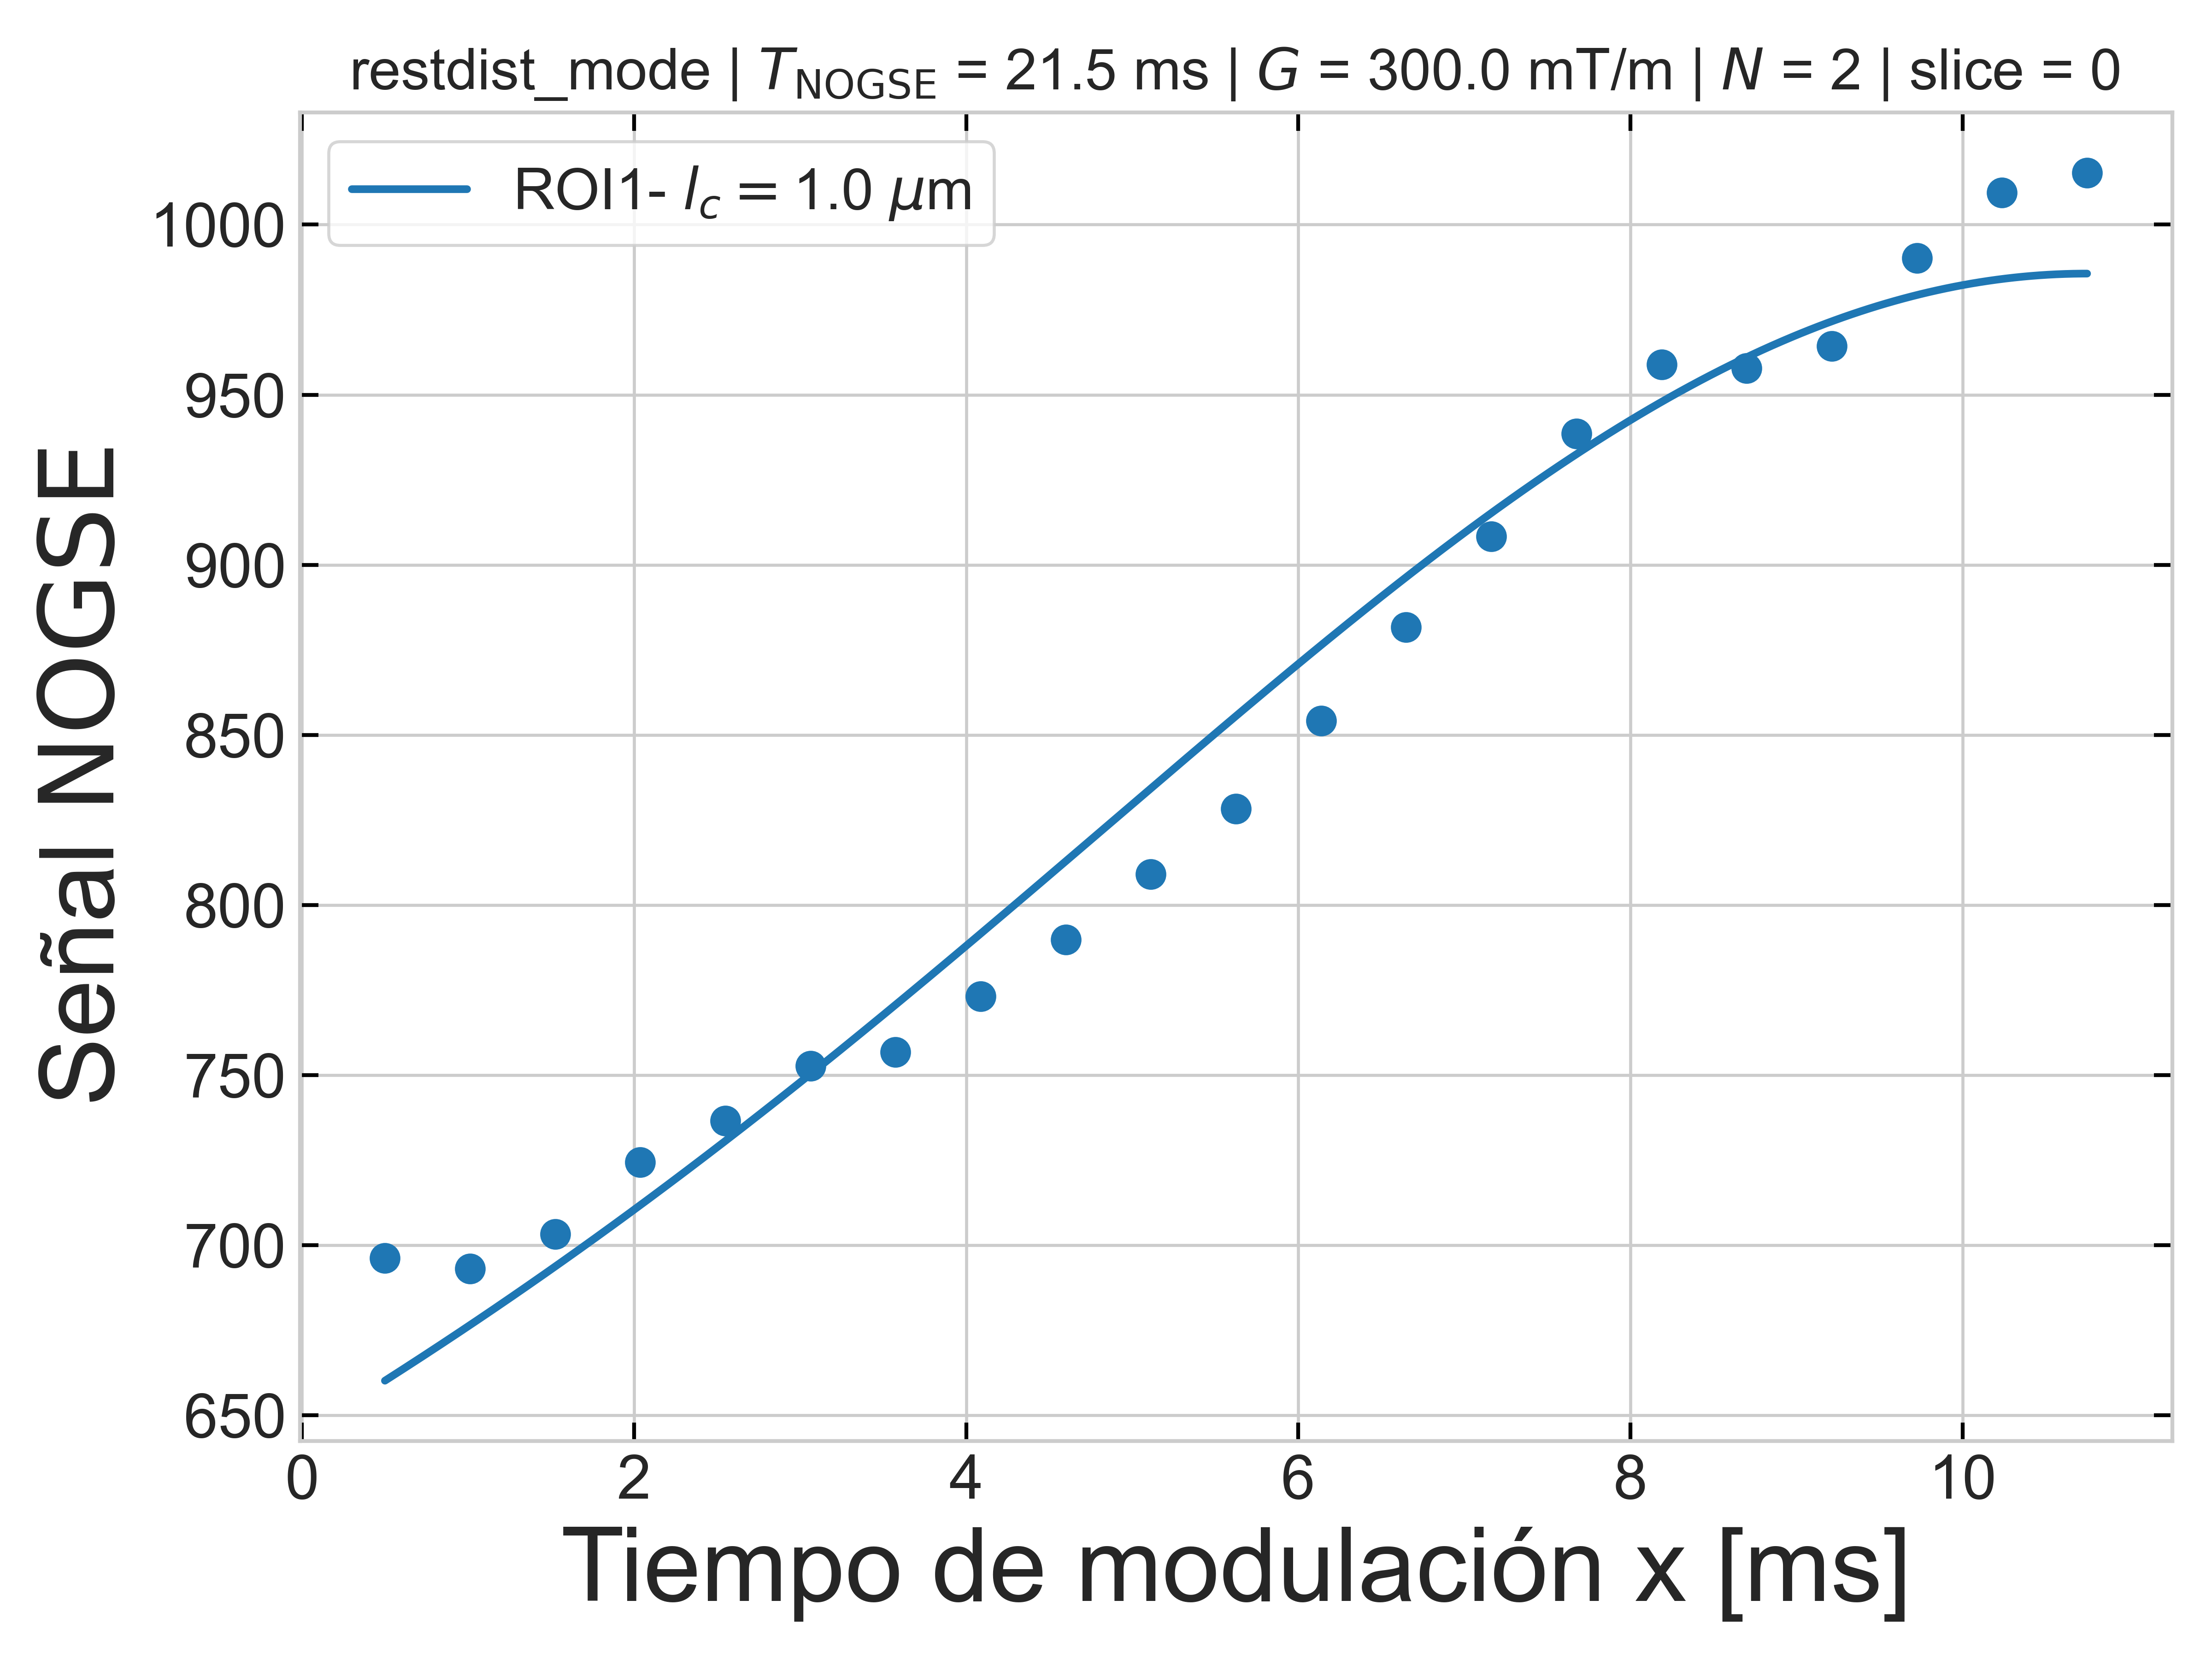 restdist_mode | T_NOGSE = 21.5 ms | G = 300.0 mT/m | N = 2 | slice = 0
ROI1- l_c = 1.0 μm
Señal NOGSE
1000
950
900
850
800
750
700
650
0 2 4 6 8 10
Tiempo de modulación x [ms]